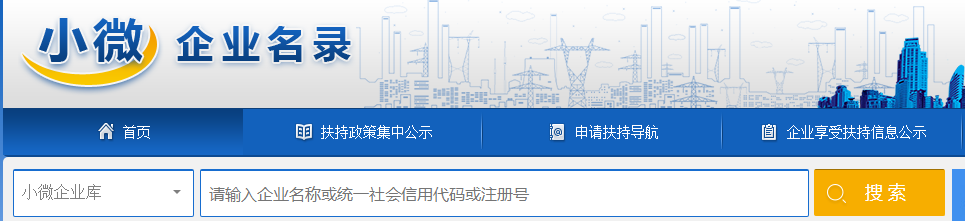 小微 企业名录
首页 扶持政策集中公示 申请扶持导航 企业享受扶持信息公示
小微企业库 请输入企业名称或统一社会信用代码或注册号 搜索